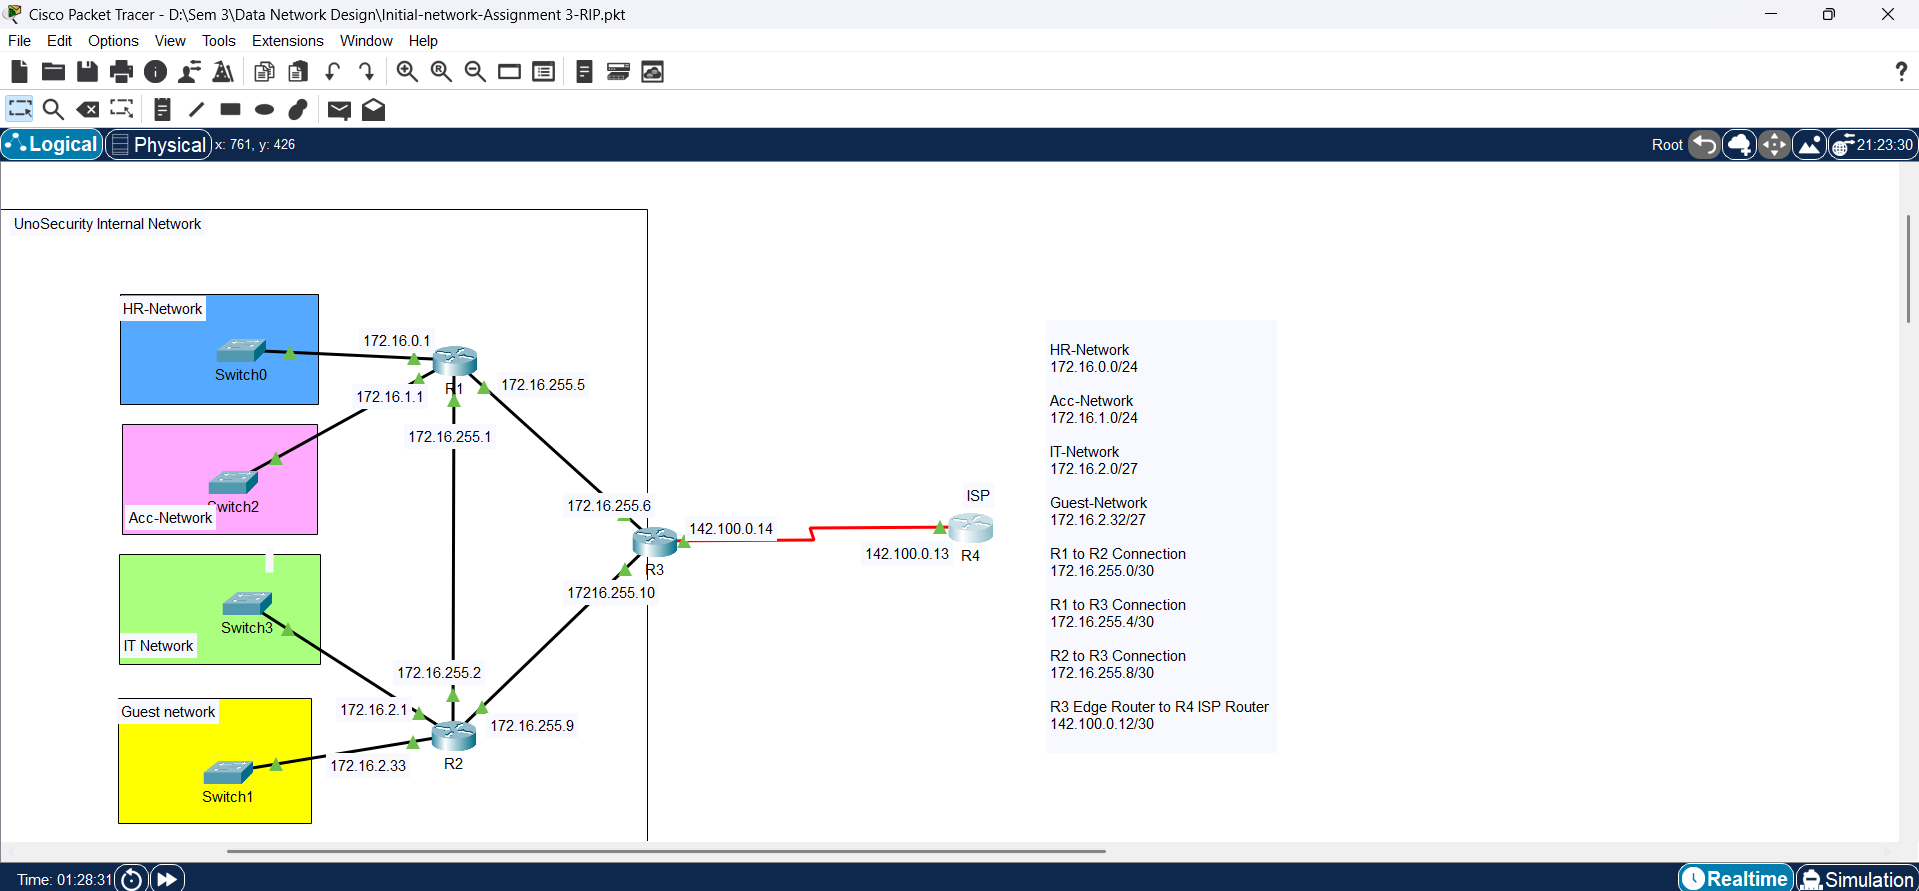 Cisco Packet Tracer - D:\Sem 3\Data Network Design\Initial-network-Assignment 3-RIP.pkt
File Edit Options View Tools Extensions Window Help
Logical Physical x: 761, y: 426 Root 21:23:30
UnoSecurity Internal Network
HR-Network
Switch0
172.16.0.1
R1
172.16.255.5
172.16.1.1
172.16.255.1
Switch2
Acc-Network
172.16.255.6
142.100.0.14
ISP
142.100.0.13
R4
R3
17216.255.10
Switch3
IT Network
172.16.255.2
172.16.2.1
172.16.255.9
Guest network
R2
172.16.2.33
Switch1
HR-Network
172.16.0.0/24
Acc-Network
172.16.1.0/24
IT-Network
172.16.2.0/27
Guest-Network
172.16.2.32/27
R1 to R2 Connection
172.16.255.0/30
R1 to R3 Connection
172.16.255.4/30
R2 to R3 Connection
172.16.255.8/30
R3 Edge Router to R4 ISP Router
142.100.0.12/30
Time: 01:28:31 Realtime Simulation